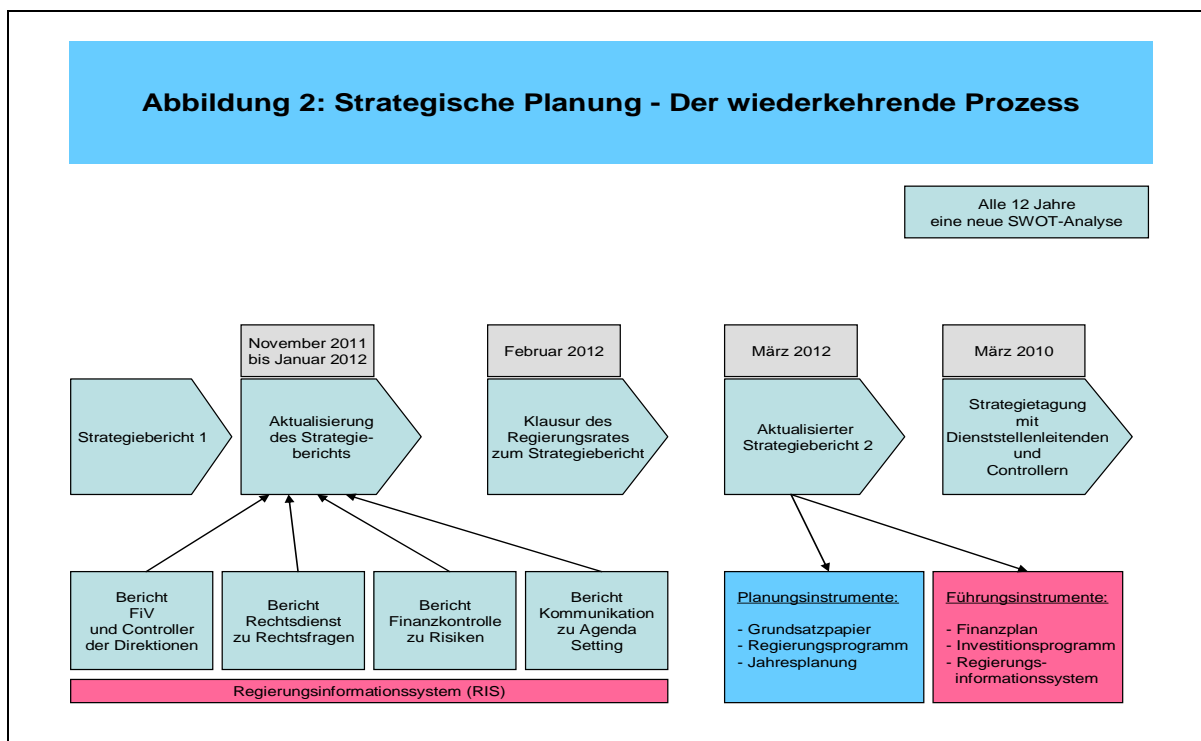 Abbildung 2: Strategische Planung - Der wiederkehrende Prozess
Alle 12 Jahre
eine neue SWOT-Analyse
November 2011
bis Januar 2012
Februar 2012
März 2012
März 2010
Strategiebericht 1
Aktualisierung
des Strategie-
berichts
Klausur des
Regierungsrates
zum Strategiebericht
Aktualisierter
Strategiebericht 2
Strategietagung
mit
Dienststellenleitenden
und
Controllern
Bericht
FiV
und Controller
der Direktionen
Bericht
Rechtsdienst
zu Rechtsfragen
Bericht
Finanzkontrolle
zu Risiken
Bericht
Kommunikation
zu Agenda
Setting
Planungsinstrumente:
- Grundsatzpapier
- Regierungsprogramm
- Jahresplanung
Führungsinstrumente:
- Finanzplan
- Investitionsprogramm
- Regierungs-
informationssystem
Regierungsinformationssystem (RIS)